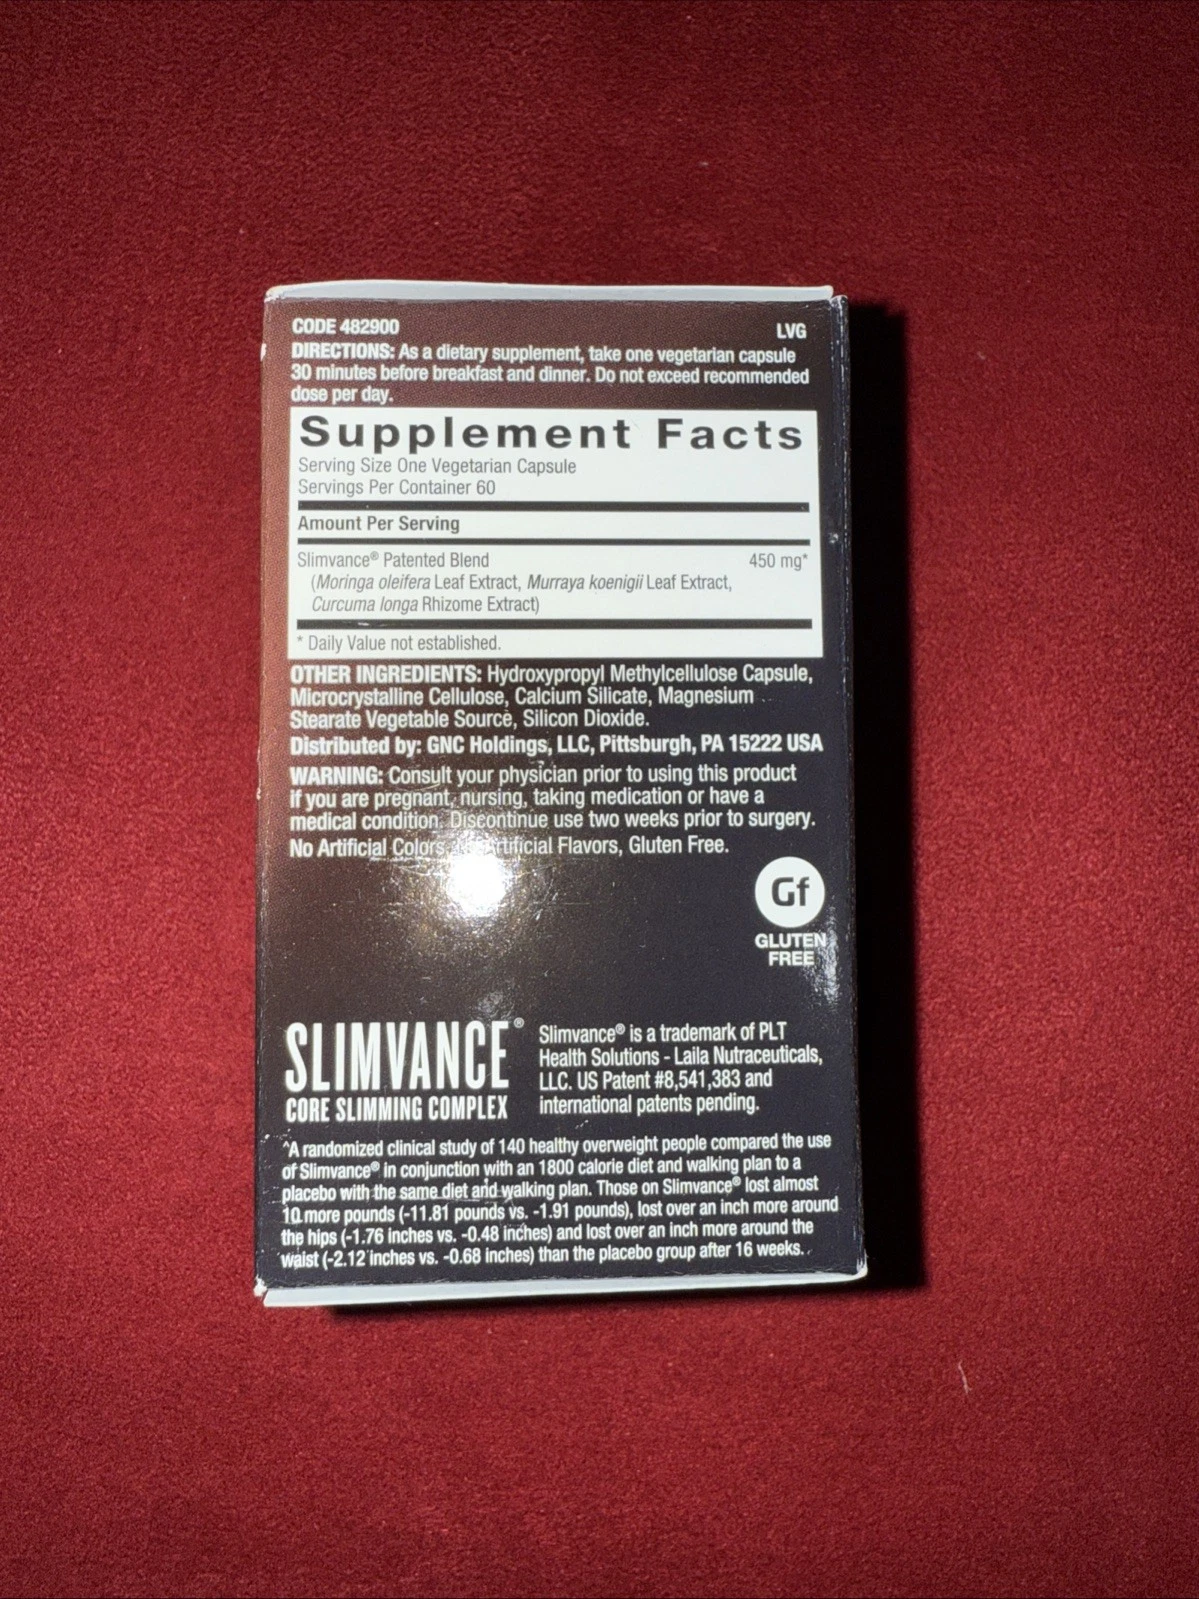 CODE 482900 LVG
DIRECTIONS: As a dietary supplement, take one vegetarian capsule
30 minutes before breakfast and dinner. Do not exceed recommended
dose per day.
Supplement Facts
Serving Size One Vegetarian Capsule
Servings Per Container 60
Amount Per Serving
Slimvance® Patented Blend 450 mg*
(Moringa oleifera Leaf Extract, Murraya koenigii Leaf Extract,
Curcuma longa Rhizome Extract)
* Daily Value not established.
OTHER INGREDIENTS: Hydroxypropyl Methylcellulose Capsule,
Microcrystalline Cellulose, Calcium Silicate, Magnesium
Stearate Vegetable Source, Silicon Dioxide.
Distributed by: GNC Holdings, LLC, Pittsburgh, PA 15222 USA
WARNING: Consult your physician prior to using this product
if you are pregnant, nursing, taking medication or have a
medical condition. Discontinue use two weeks prior to surgery.
No Artificial Colors, Artificial Flavors, Gluten Free.
Gf
GLUTEN
FREE
SLIMVANCE®
CORE SLIMMING COMPLEX
Slimvance® is a trademark of PLT
Health Solutions - Laila Nutraceuticals,
LLC. US Patent #8,541,383 and
international patents pending.
^A randomized clinical study of 140 healthy overweight people compared the use
of Slimvance® in conjunction with an 1800 calorie diet and walking plan to a
placebo with the same diet and walking plan. Those on Slimvance® lost almost
10 more pounds (-11.81 pounds vs. -1.91 pounds), lost over an inch more around
the hips (-1.76 inches vs. -0.48 inches) and lost over an inch more around the
waist (-2.12 inches vs. -0.68 inches) than the placebo group after 16 weeks.